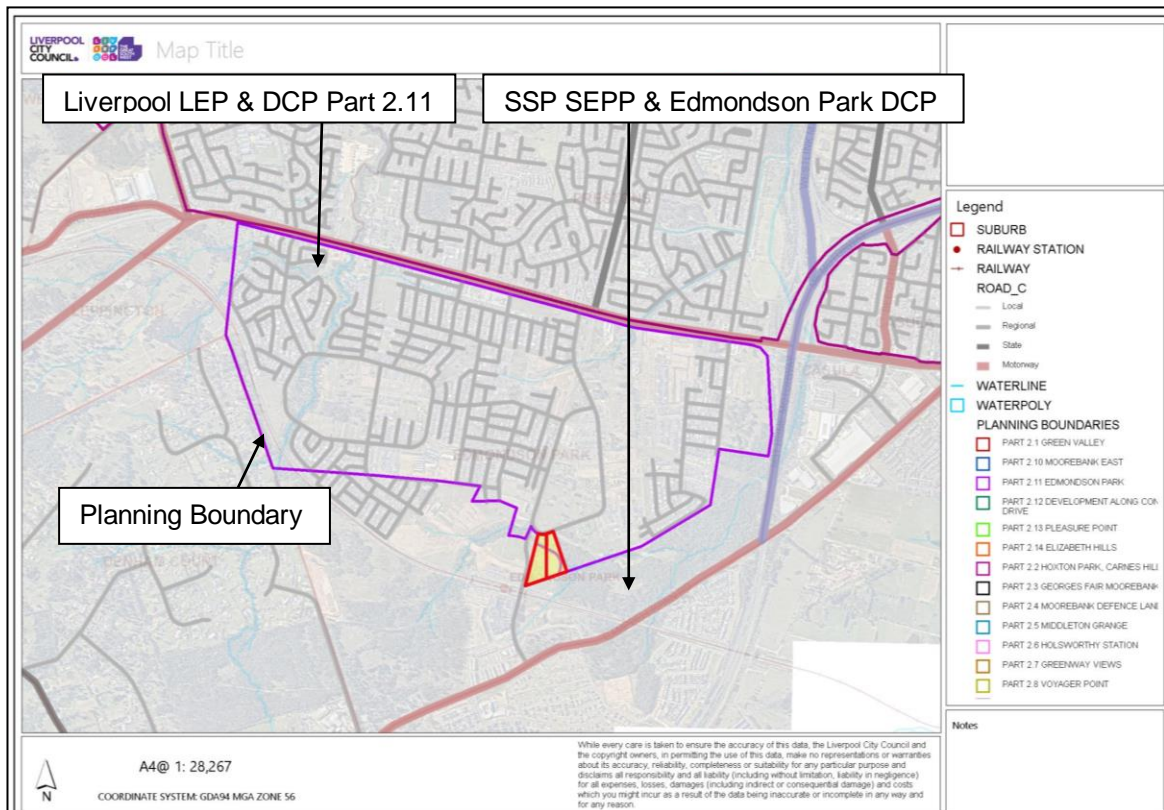 LIVERPOOL
CITY
COUNCIL.
Map Title
Liverpool LEP & DCP Part 2.11
SSP SEPP & Edmondson Park DCP
Planning Boundary
EDMONDSON PARK
Legend
SUBURB
RAILWAY STATION
RAILWAY
ROAD_C
Local
Regional
State
Motorway
WATERLINE
WATERPOLY
PLANNING BOUNDARIES
PART 2.1 GREEN VALLEY
PART 2.10 MOOREBANK EAST
PART 2.11 EDMONDSON PARK
PART 2.12 DEVELOPMENT ALONG CON
DRIVE
PART 2.13 PLEASURE POINT
PART 2.14 ELIZABETH HILLS
PART 2.2 HOXTON PARK, CARNES HILL
PART 2.3 GEORGES FAIR MOOREBANK
PART 2.4 MOOREBANK DEFENCE LAND
PART 2.5 MIDDLETON GRANGE
PART 2.6 HOLSWORTHY STATION
PART 2.7 GREENWAY VIEWS
PART 2.8 VOYAGER POINT
Notes
N
A4@ 1: 28,267
COORDINATE SYSTEM: GDA94 MGA ZONE 56
While every care is taken to ensure the accuracy of this data, the Liverpool City Council and
the copyright owners, in permitting the use of this data, make no representations or warranties
about its accuracy, reliability, completeness or suitability for any particular purpose and
disclaims all responsibility and all liability (including without limitation, liability in negligence)
for all expenses, losses, damages (including indirect or consequential damage) and costs
which you might incur as a result of the data being inaccurate or incomplete in any way and
for any reason.